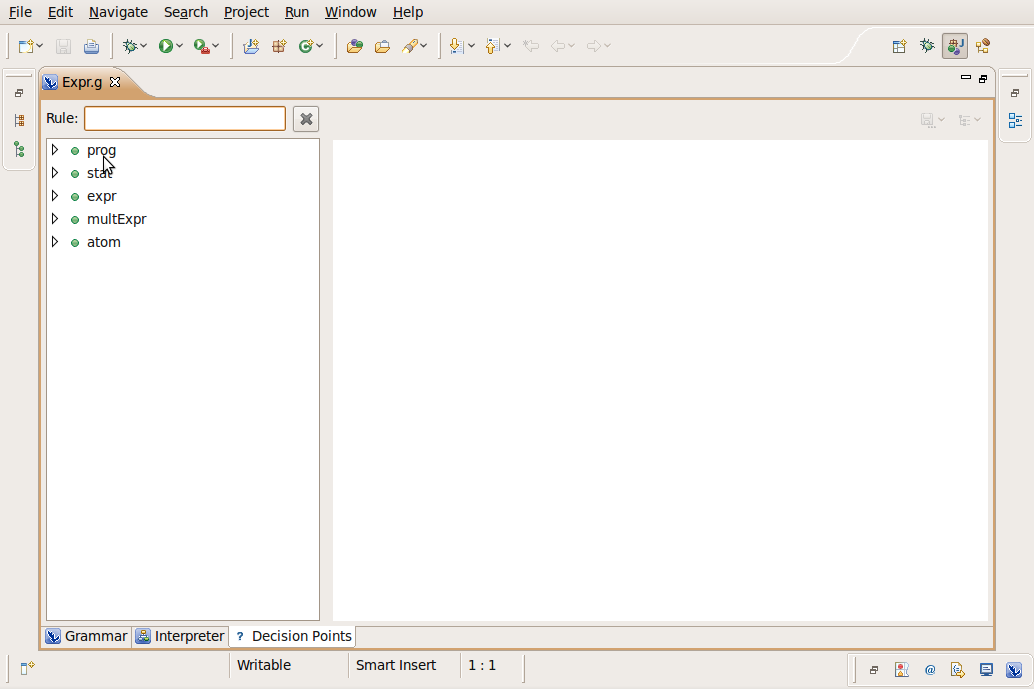 File Edit Navigate Search Project Run Window Help
Expr.g
Rule:
prog
stat
expr
multExpr
atom
Grammar Interpreter ? Decision Points
Writable Smart Insert 1 : 1